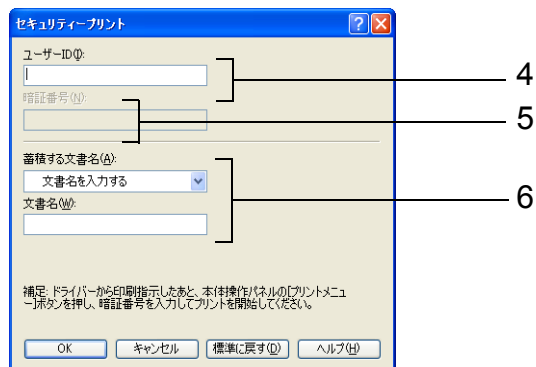 セキュリティープリント
ユーザーID(I):
4
暗証番号(N):
5
蓄積する文書名(A):
文書名を入力する
6
文書名(W):
補足: ドライバーから印刷指示したあと、本体操作パネルの[プリントメニュ
ー]ボタンを押し、暗証番号を入力してプリントを開始してください。
OK キャンセル 標準に戻す(D) ヘルプ(H)